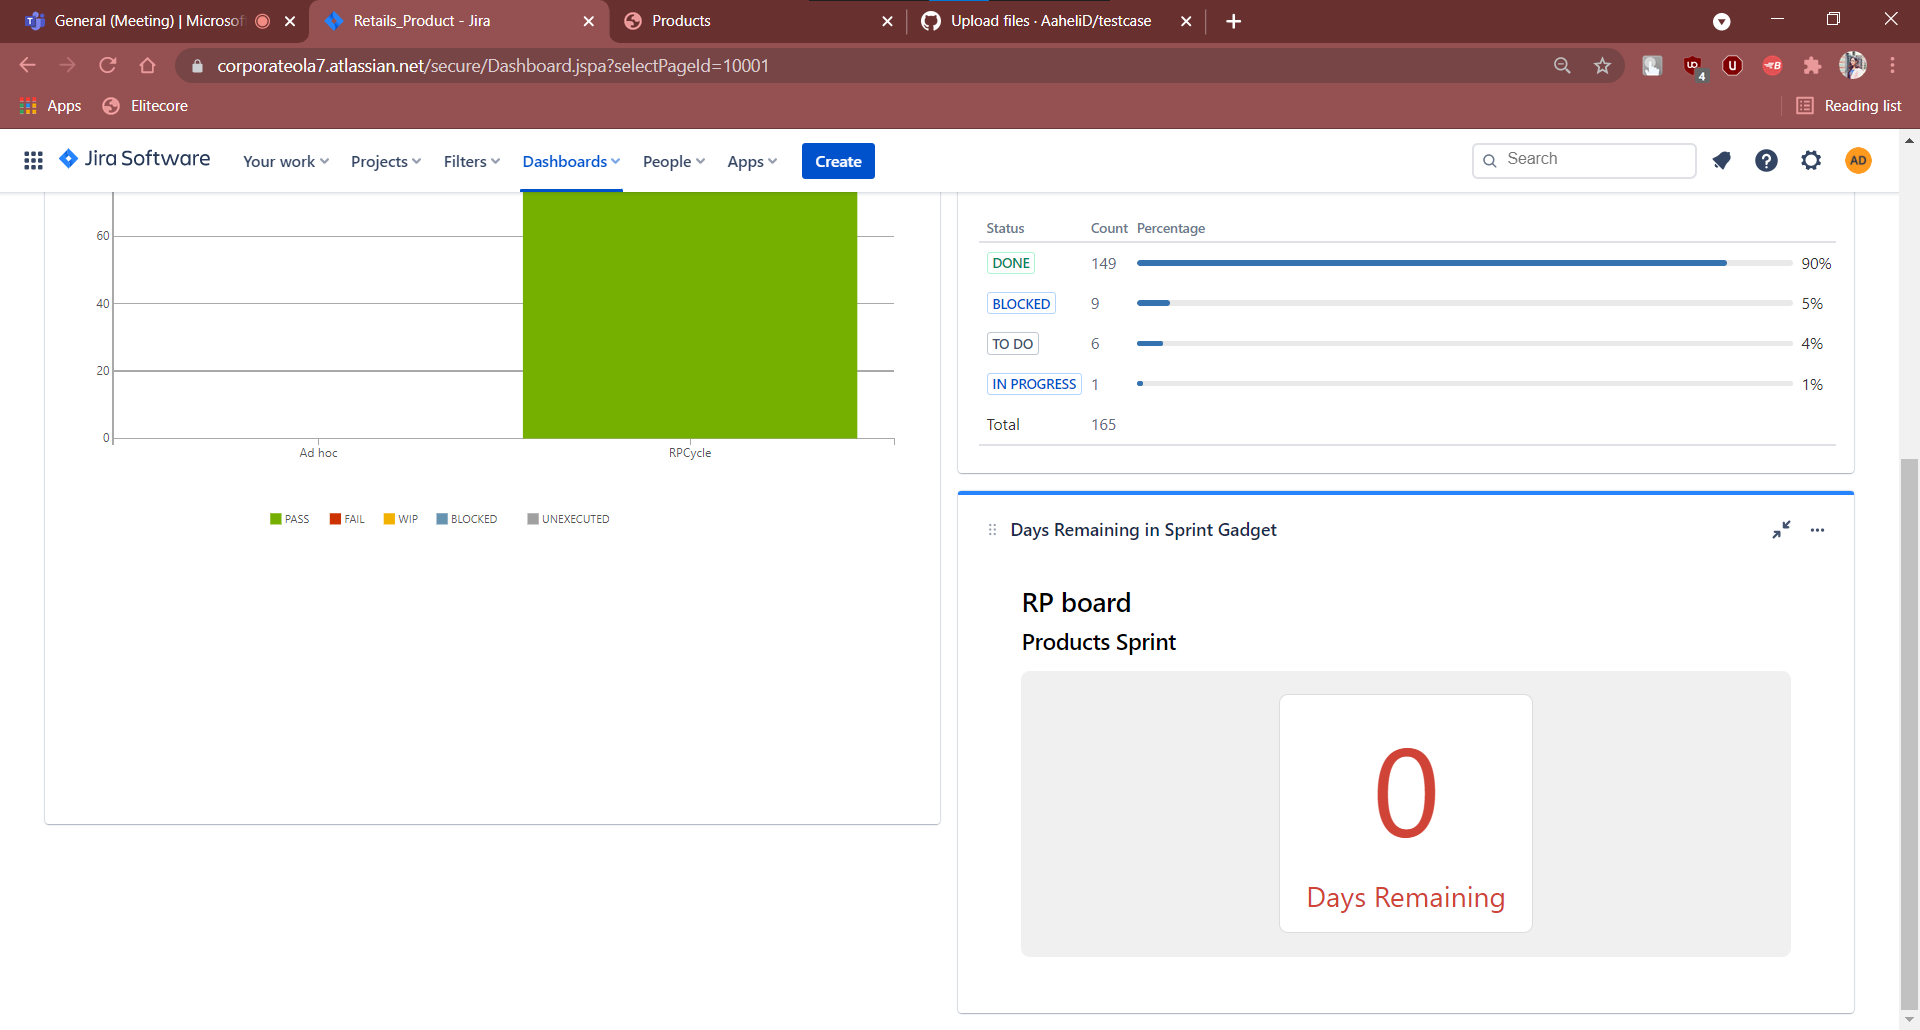 General (Meeting) | Microsof
Retails_Product - Jira
Products
Upload files · AaheliD/testcase
corporateola7.atlassian.net/secure/Dashboard.jspa?selectPageId=10001
4
Apps
Elitecore
Reading list
Jira Software
Your work
Projects
Filters
Dashboards
People
Apps
Create
Search
AD
60
40
20
0
Ad hoc
RPCycle
PASS
FAIL
WIP
BLOCKED
UNEXECUTED
Status Count Percentage
DONE 149 90%
BLOCKED 9 5%
TO DO 6 4%
IN PROGRESS 1 1%
Total 165
Days Remaining in Sprint Gadget
RP board
Products Sprint
0
Days Remaining